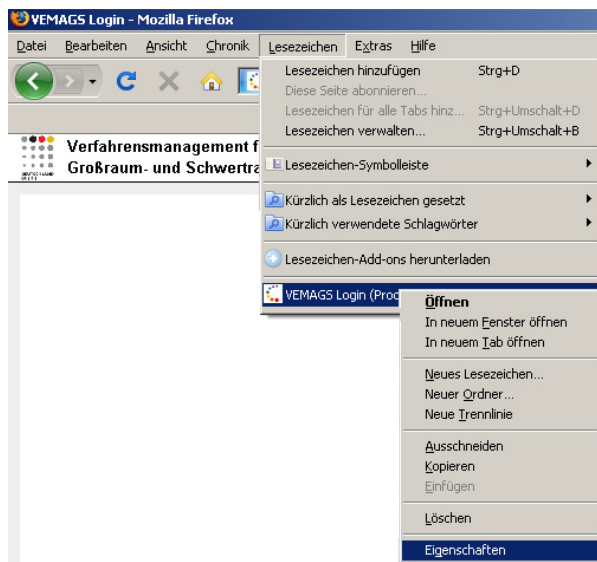 VEMAGS Login - Mozilla Firefox
Datei Bearbeiten Ansicht Chronik Lesezeichen Extras Hilfe
Lesezeichen hinzufügen Strg+D
Diese Seite abonnieren...
Lesezeichen für alle Tabs hinz... Strg+Umschalt+D
Lesezeichen verwalten... Strg+Umschalt+B
Verfahrensmanagement f
Großraum- und Schwertra
Lesezeichen-Symbolleiste
Kürzlich als Lesezeichen gesetzt
Kürzlich verwendete Schlagwörter
Lesezeichen-Add-ons herunterladen
VEMAGS Login (Prod
Öffnen
In neuem Fenster öffnen
In neuem Tab öffnen
Neues Lesezeichen...
Neuer Ordner...
Neue Trennlinie
Ausschneiden
Kopieren
Einfügen
Löschen
Eigenschaften